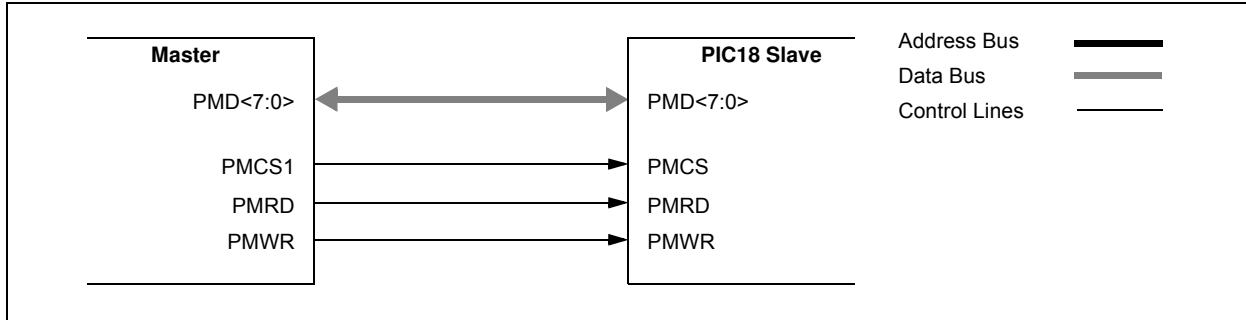 Master
PMD<7:0>
PMCS1
PMRD
PMWR
PIC18 Slave
PMD<7:0>
PMCS
PMRD
PMWR
Address Bus
Data Bus
Control Lines